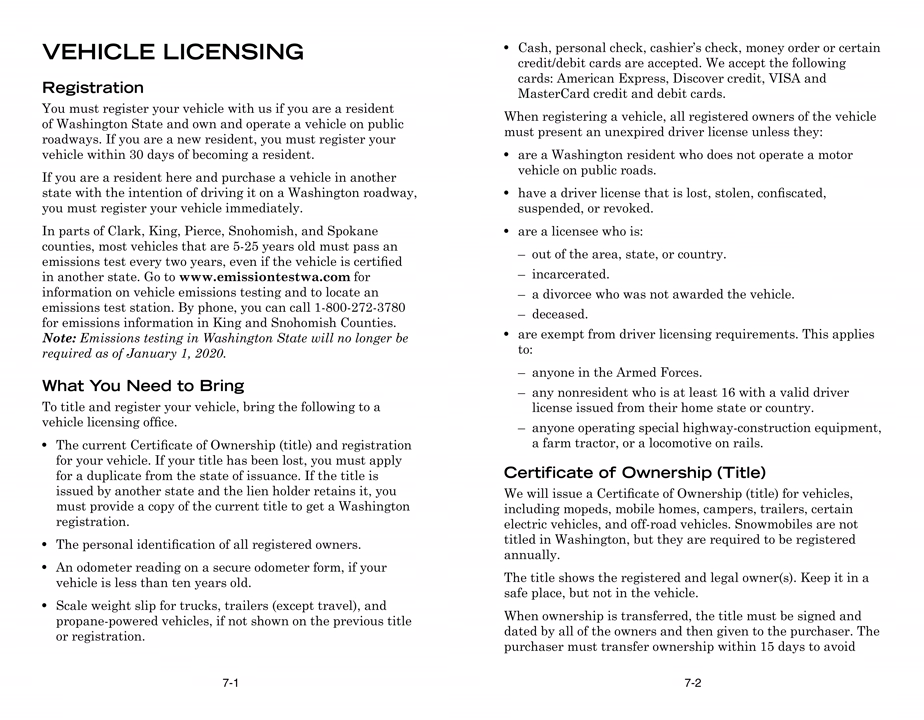 VEHICLE LICENSING
Registration
You must register your vehicle with us if you are a resident
of Washington State and own and operate a vehicle on public
roadways. If you are a new resident, you must register your
vehicle within 30 days of becoming a resident.
If you are a resident here and purchase a vehicle in another
state with the intention of driving it on a Washington roadway,
you must register your vehicle immediately.
In parts of Clark, King, Pierce, Snohomish, and Spokane
counties, most vehicles that are 5-25 years old must pass an
emissions test every two years, even if the vehicle is certified
in another state. Go to www.emissiontestwa.com for
information on vehicle emissions testing and to locate an
emissions test station. By phone, you can call 1-800-272-3780
for emissions information in King and Snohomish Counties.
Note: Emissions testing in Washington State will no longer be
required as of January 1, 2020.
What You Need to Bring
To title and register your vehicle, bring the following to a
vehicle licensing office.
• The current Certificate of Ownership (title) and registration
for your vehicle. If your title has been lost, you must apply
for a duplicate from the state of issuance. If the title is
issued by another state and the lien holder retains it, you
must provide a copy of the current title to get a Washington
registration.
• The personal identification of all registered owners.
• An odometer reading on a secure odometer form, if your
vehicle is less than ten years old.
• Scale weight slip for trucks, trailers (except travel), and
propane-powered vehicles, if not shown on the previous title
or registration.
7-1
• Cash, personal check, cashier's check, money order or certain
credit/debit cards are accepted. We accept the following
cards: American Express, Discover credit, VISA and
MasterCard credit and debit cards.
When registering a vehicle, all registered owners of the vehicle
must present an unexpired driver license unless they:
• are a Washington resident who does not operate a motor
vehicle on public roads.
• have a driver license that is lost, stolen, confiscated,
suspended, or revoked.
• are a licensee who is:
– out of the area, state, or country.
– incarcerated.
– a divorcee who was not awarded the vehicle.
– deceased.
• are exempt from driver licensing requirements. This applies
to:
– anyone in the Armed Forces.
– any nonresident who is at least 16 with a valid driver
license issued from their home state or country.
– anyone operating special highway-construction equipment,
a farm tractor, or a locomotive on rails.
Certificate of Ownership (Title)
We will issue a Certificate of Ownership (title) for vehicles,
including mopeds, mobile homes, campers, trailers, certain
electric vehicles, and off-road vehicles. Snowmobiles are not
titled in Washington, but they are required to be registered
annually.
The title shows the registered and legal owner(s). Keep it in a
safe place, but not in the vehicle.
When ownership is transferred, the title must be signed and
dated by all of the owners and then given to the purchaser. The
purchaser must transfer ownership within 15 days to avoid
7-2